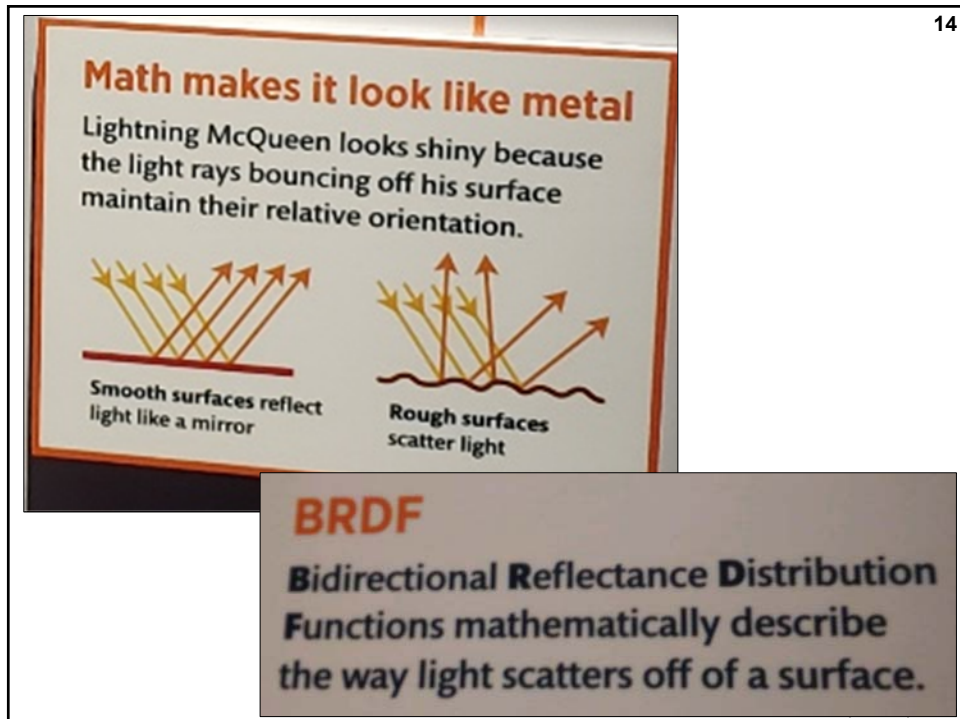 14
Math makes it look like metal
Lightning McQueen looks shiny because
the light rays bouncing off his surface
maintain their relative orientation.
Smooth surfaces reflect
light like a mirror
Rough surfaces
scatter light
BRDF
Bidirectional Reflectance Distribution
Functions mathematically describe
the way light scatters off of a surface.